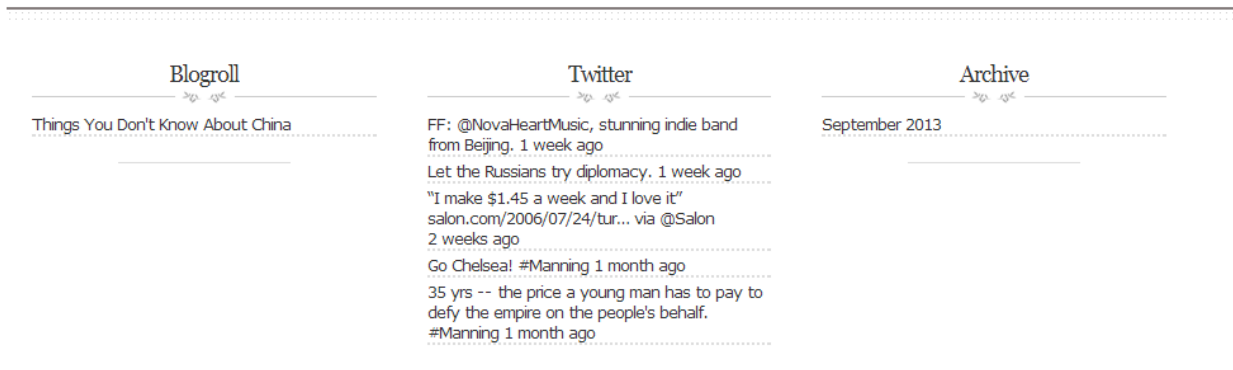 Blogroll
Things You Don't Know About China
Twitter
FF: @NovaHeartMusic, stunning indie band
from Beijing. 1 week ago
Let the Russians try diplomacy. 1 week ago
“I make $1.45 a week and I love it”
salon.com/2006/07/24/tur... via @Salon
2 weeks ago
Go Chelsea! #Manning 1 month ago
35 yrs -- the price a young man has to pay to
defy the empire on the people's behalf.
#Manning 1 month ago
Archive
September 2013